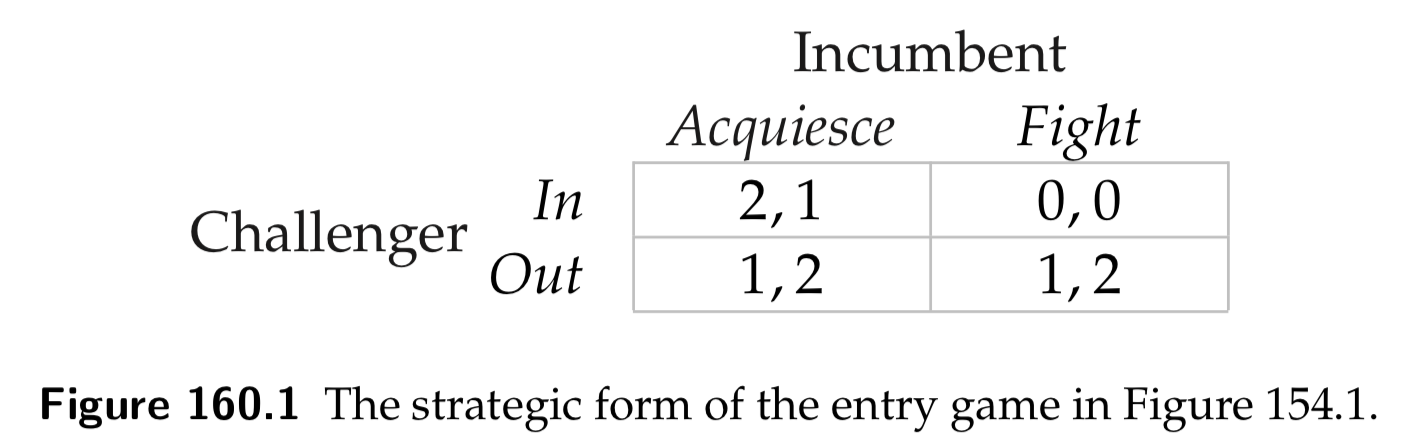 Incumbent
Acquiesce Fight
In 2, 1 0, 0
Challenger
Out 1, 2 1, 2
Figure 160.1 The strategic form of the entry game in Figure 154.1.